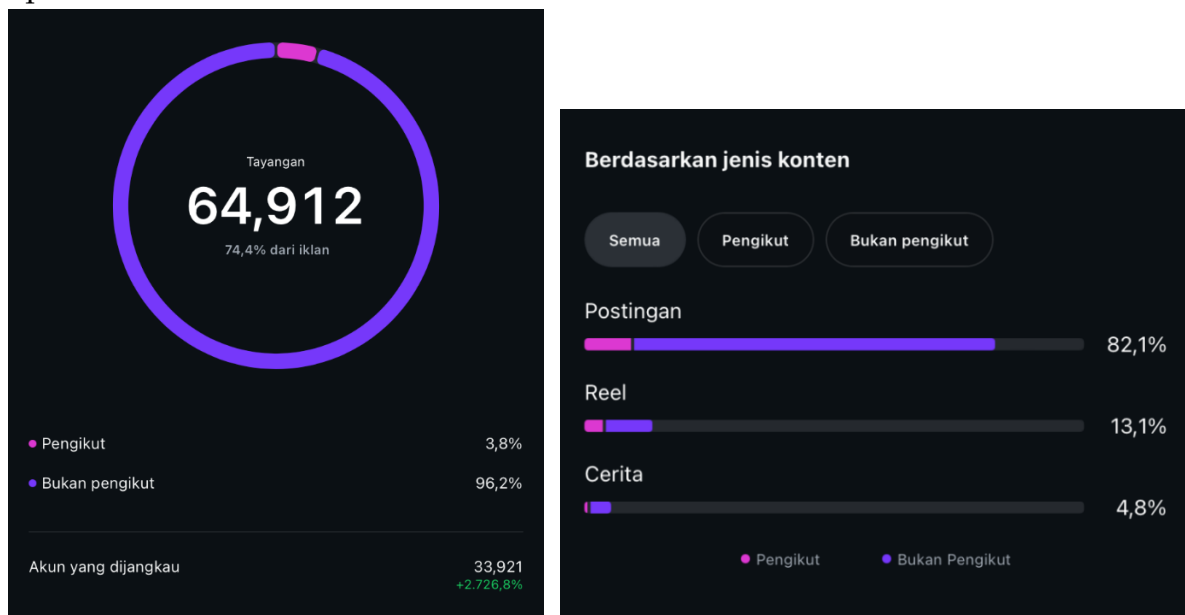 Tayangan
64,912
74,4% dari iklan
Pengikut 3,8%
Bukan pengikut 96,2%
Akun yang dijangkau 33,921
+2.726,8%
Berdasarkan jenis konten
Semua Pengikut Bukan pengikut
Postingan
82,1%
Reel
13,1%
Cerita
4,8%
Pengikut Bukan Pengikut